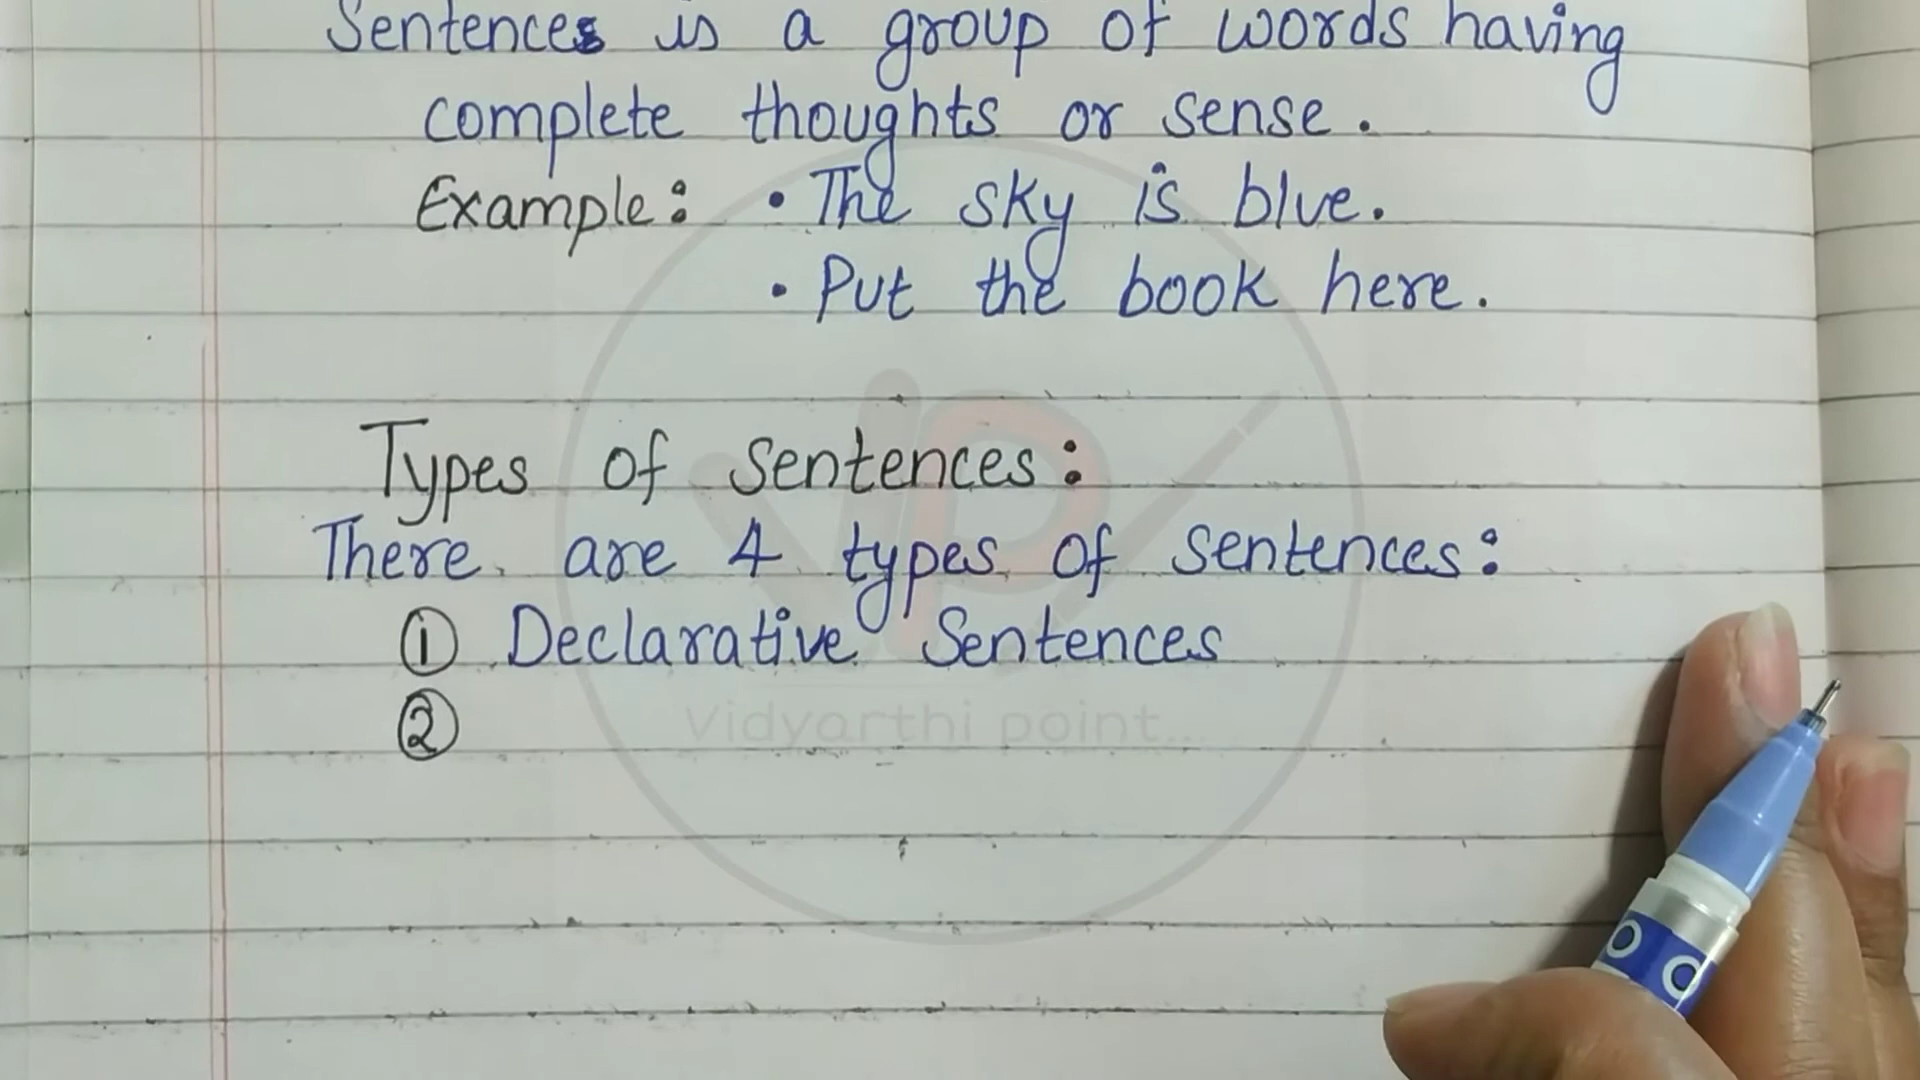 Sentences is a group of words having
complete thoughts or sense.
Example: • The sky is blue.
• Put the book here.
Types of Sentences:
There are 4 types of Sentences:
① Declarative Sentences
②
Vidyarthi point...